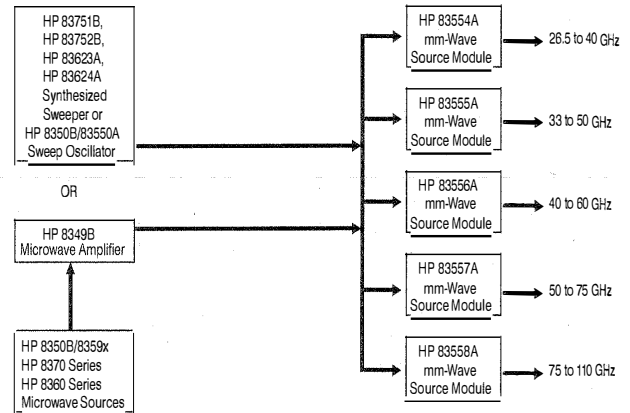 HP 83751B,
HP 83752B,
HP 83623A,
HP 83624A
Synthesized
Sweeper or
HP 8350B/83550A
Sweep Oscillator
OR
HP 8349B
Microwave Amplifier
HP 8350B/8359x
HP 8370 Series
HP 8360 Series
Microwave Sources
HP 83554A
mm-Wave
Source Module
26.5 to 40 GHz
HP 83555A
mm-Wave
Source Module
33 to 50 GHz
HP 83556A
mm-Wave
Source Module
40 to 60 GHz
HP 83557A
mm-Wave
Source Module
50 to 75 GHz
HP 83558A
mm-Wave
Source Module
75 to 110 GHz